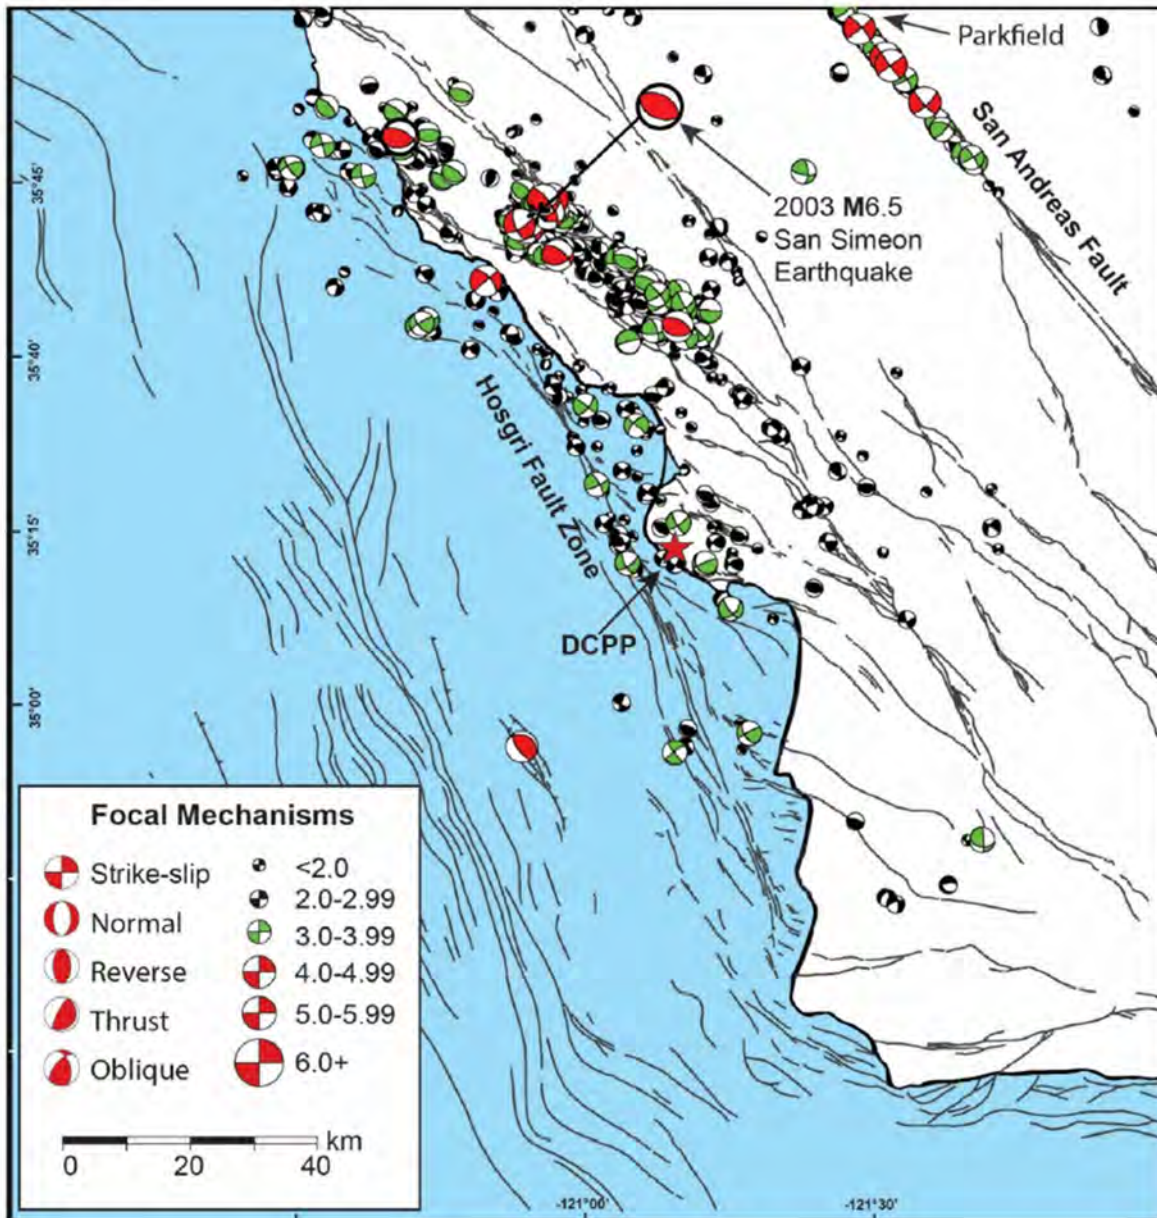 Parkfield
San Andreas Fault
2003 M6.5
San Simeon
Earthquake
35°45'
35°40'
Hosgri Fault Zone
35°15'
DCPP
35°00'
Focal Mechanisms
Strike-slip
Normal
Reverse
Thrust
Oblique
<2.0
2.0-2.99
3.0-3.99
4.0-4.99
5.0-5.99
6.0+
km
0 20 40
-121°00'
-121°30'